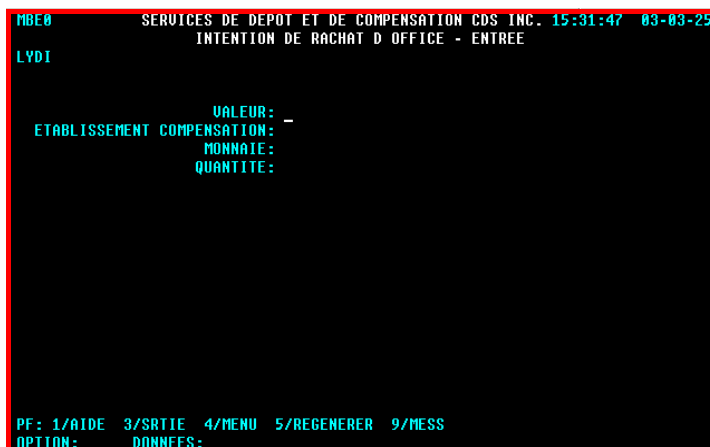 MBE0 SERVICES DE DEPOT ET DE COMPENSATION CDS INC. 15:31:47 03-03-25
INTENTION DE RACHAT D OFFICE - ENTREE
LYDI
VALEUR: _
ETABLISSEMENT COMPENSATION:
MONNAIE:
QUANTITE:
PF: 1/AIDE 3/SRTIE 4/MENU 5/REGENERER 9/MESS
OPTION: DONNEES: